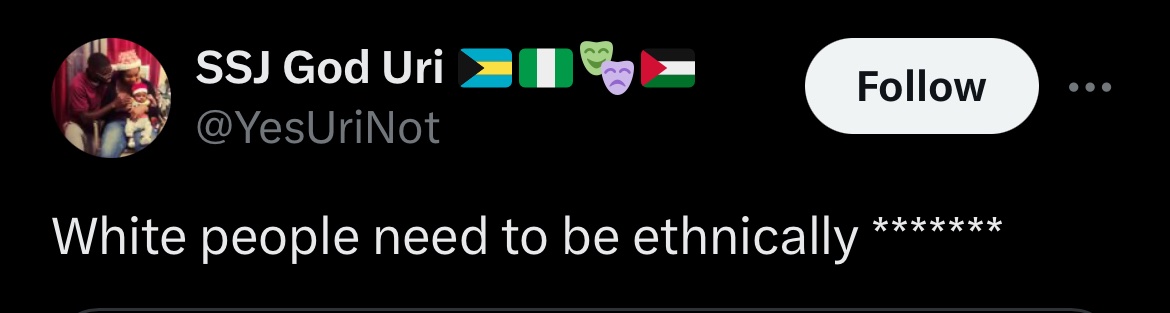 SSJ God Uri 🇧🇸🇳🇬🎭🇵🇸
@YesUriNot
Follow
White people need to be ethnically *******